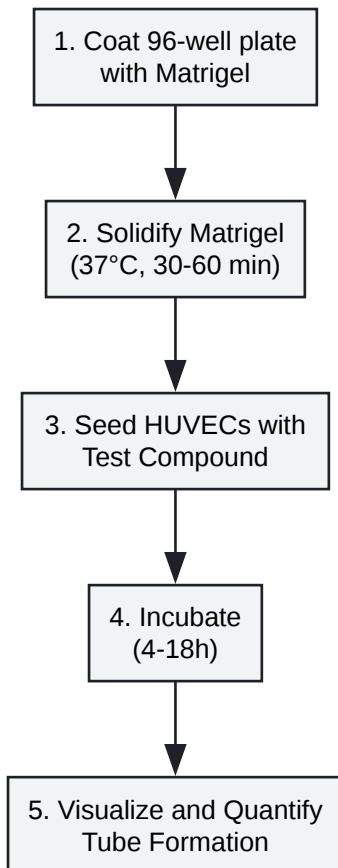 1. Coat 96-well plate
with Matrigel
2. Solidify Matrigel
(37°C, 30-60 min)
3. Seed HUVECs with
Test Compound
4. Incubate
(4-18h)
5. Visualize and Quantify
Tube Formation